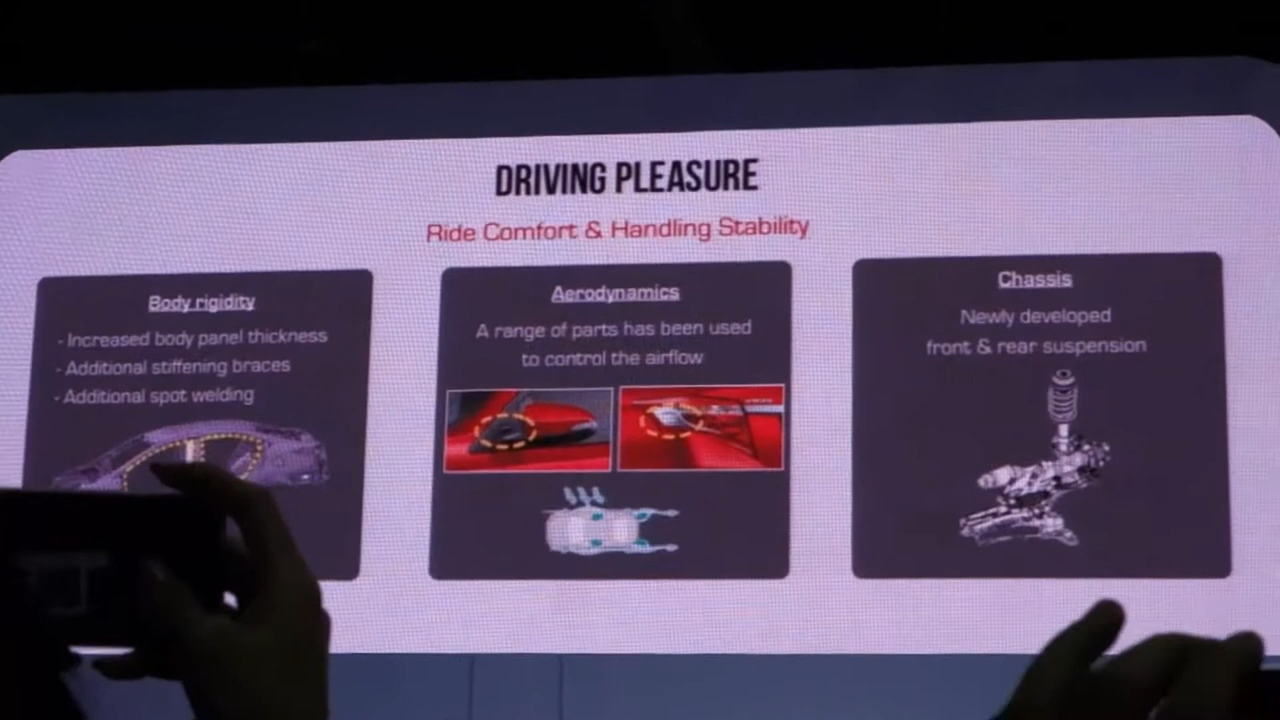 DRIVING PLEASURE
Ride Comfort & Handling Stability
Body rigidity
- Increased body panel thickness
- Additional stiffening braces
- Additional spot welding
Aerodynamics
A range of parts has been used
to control the airflow
Chassis
Newly developed
front & rear suspension